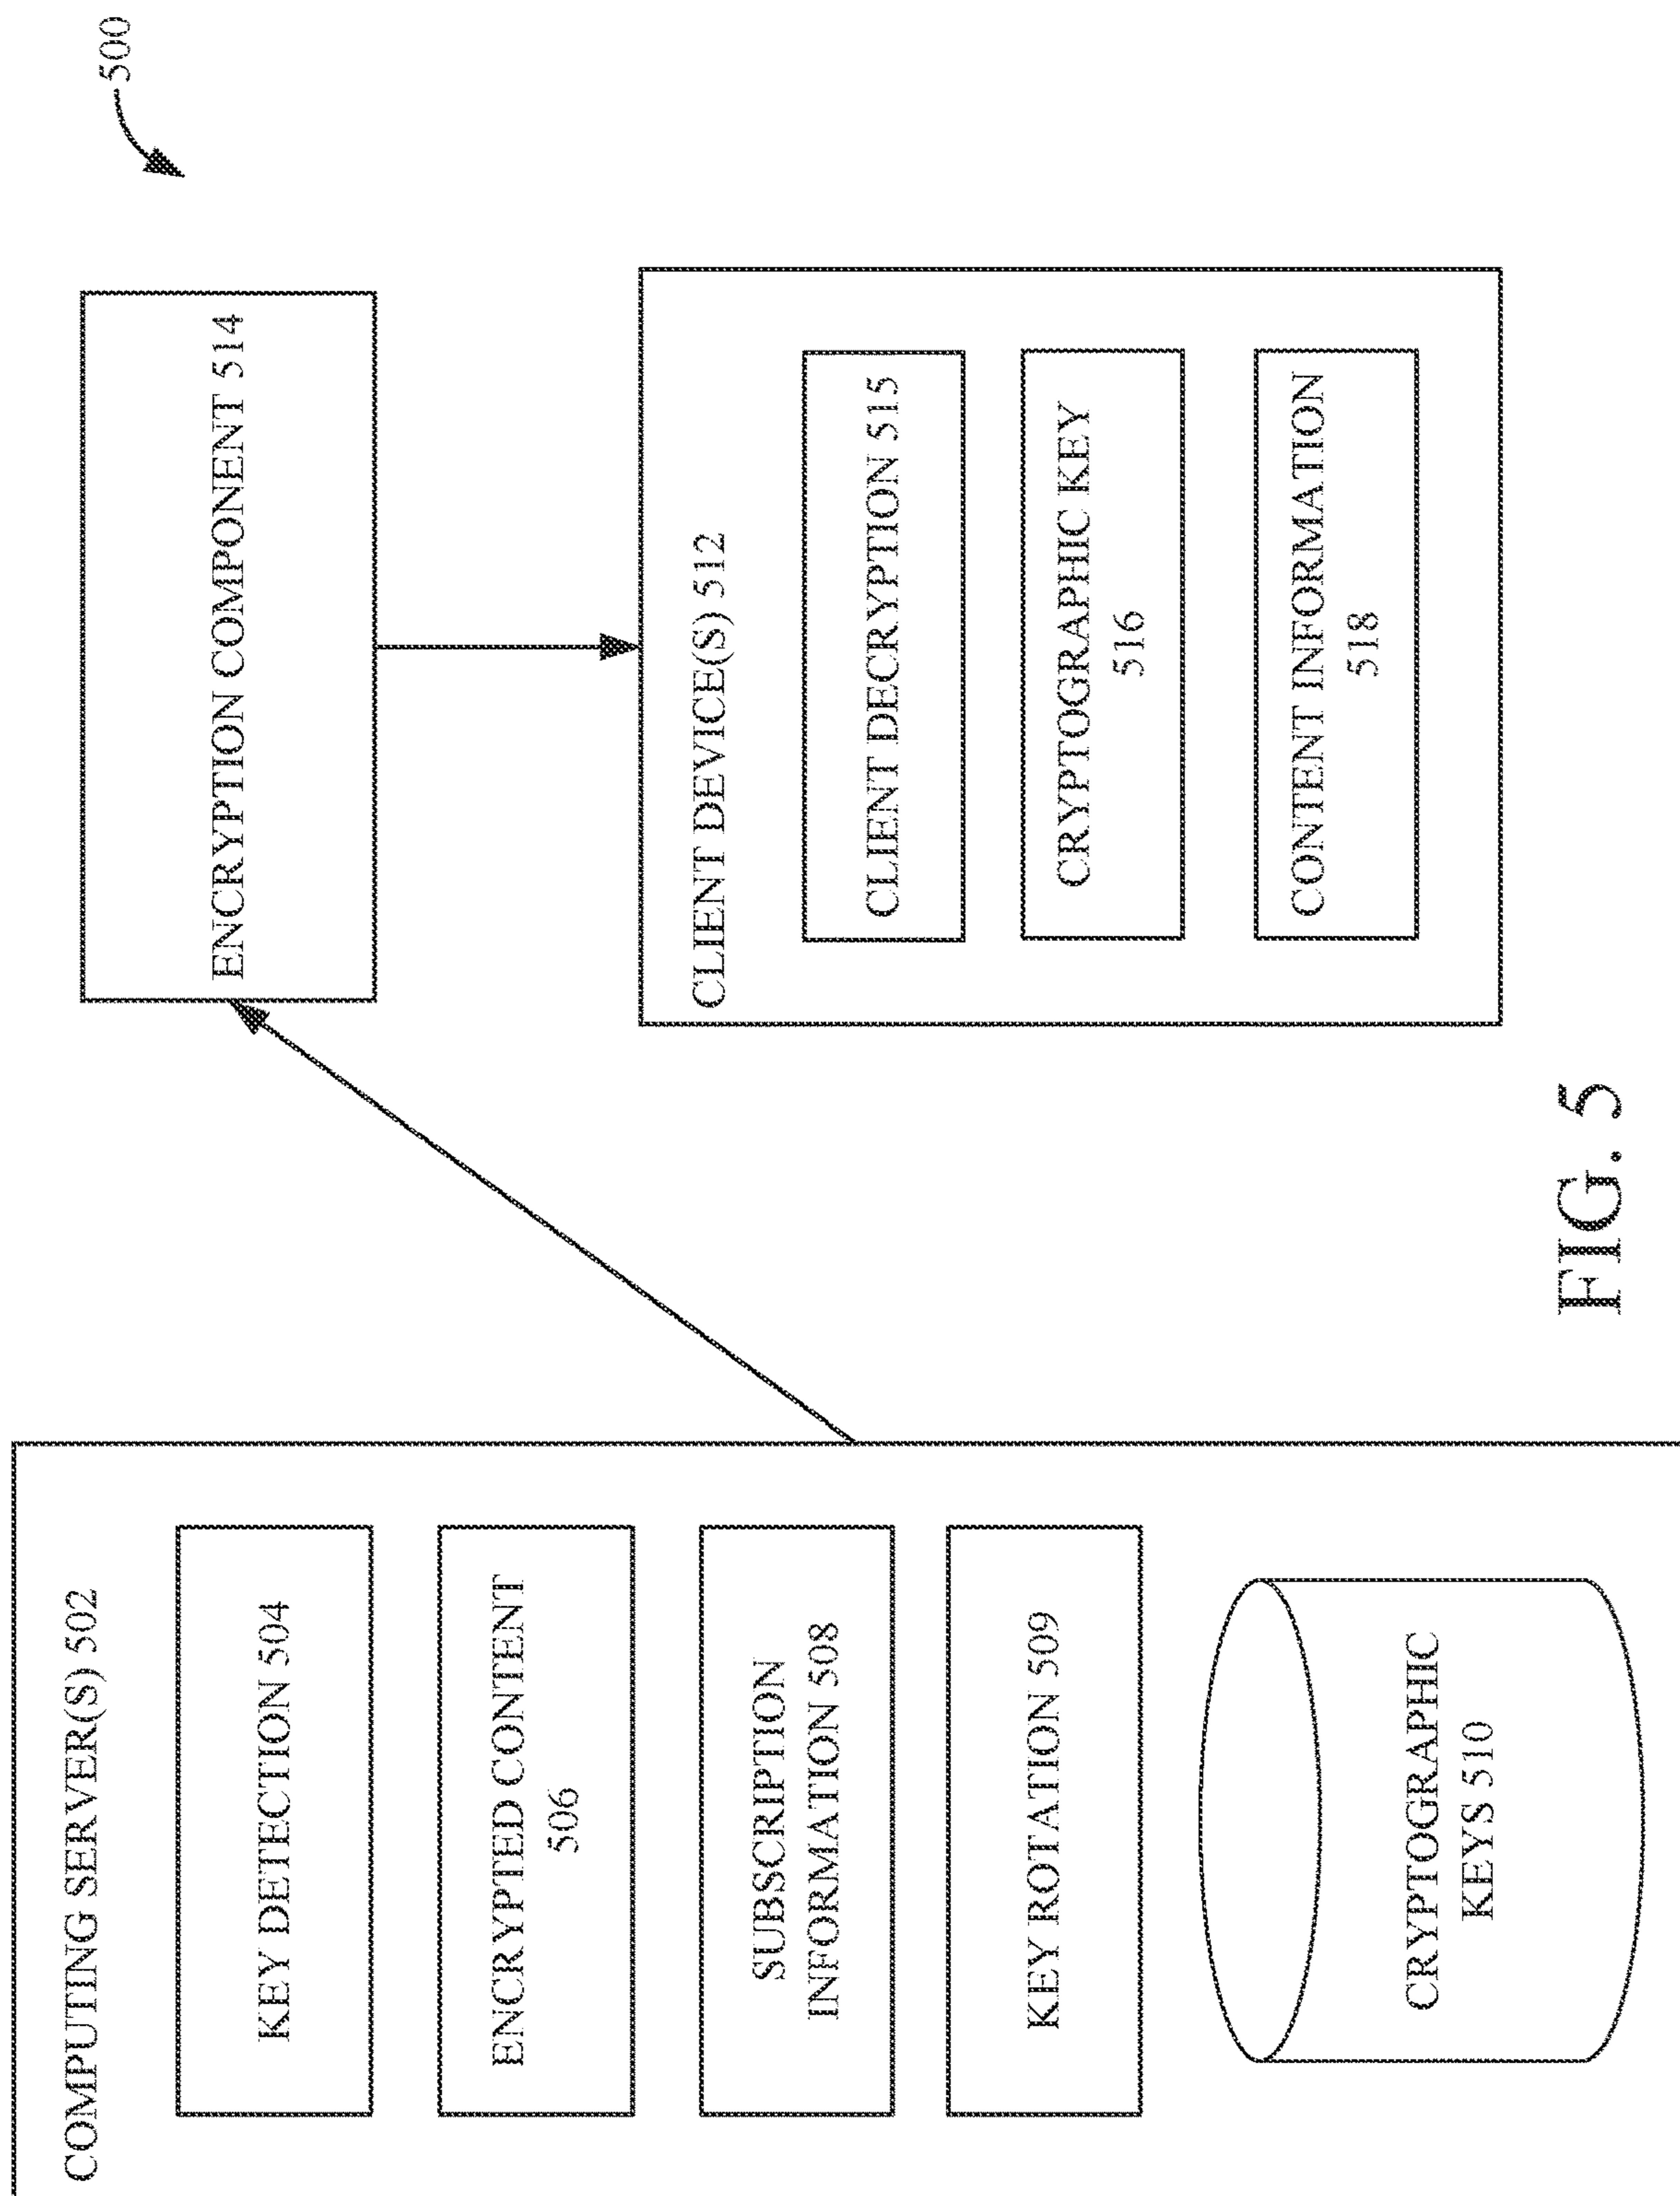 500
COMPUTING SERVER(S) 502
KEY DETECTION 504
ENCRYPTED CONTENT
506
SUBSCRIPTION
INFORMATION 508
KEY ROTATION 509
CRYPTOGRAPHIC
KEYS 510
ENCRYPTION COMPONENT 514
CLIENT DEVICE(S) 512
CLIENT DECRYPTION 515
CRYPTOGRAPHIC KEY
516
CONTENT INFORMATION
518
FIG. 5